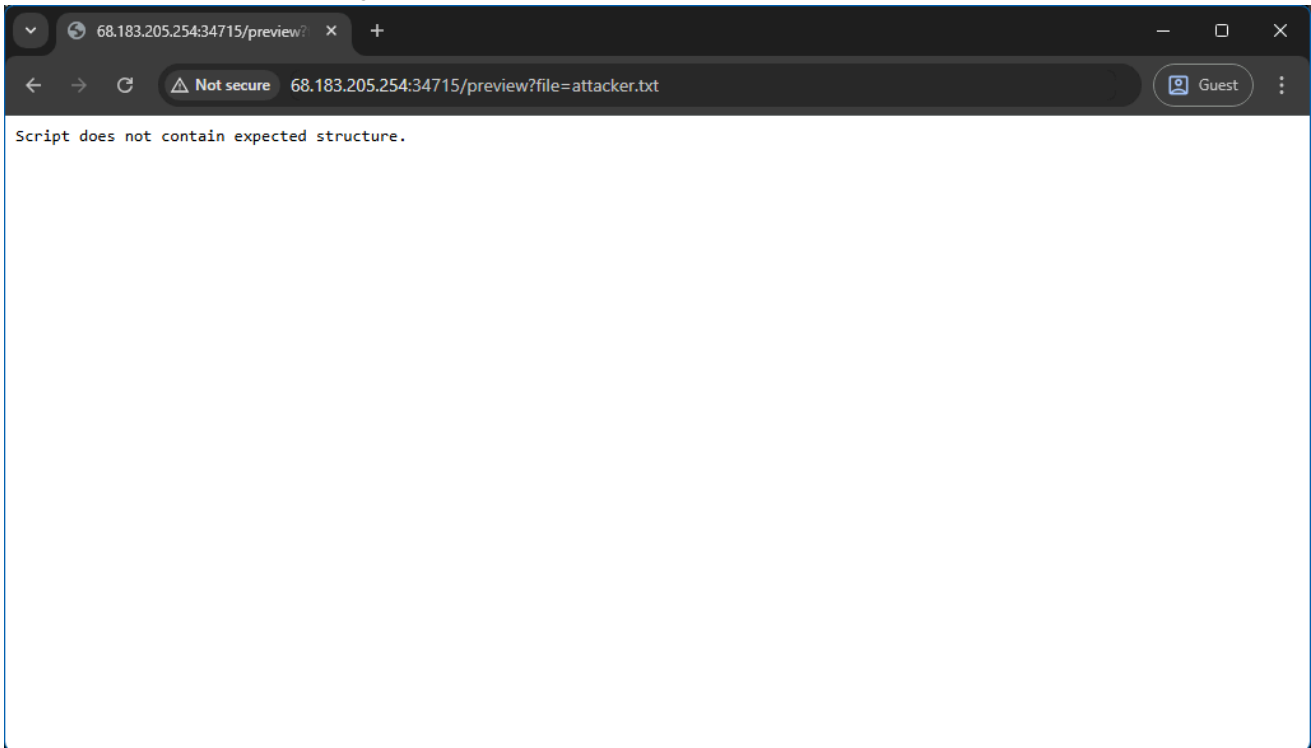 68.183.205.254:34715/preview?
Not secure
68.183.205.254:34715/preview?file=attacker.txt
Guest
Script does not contain expected structure.